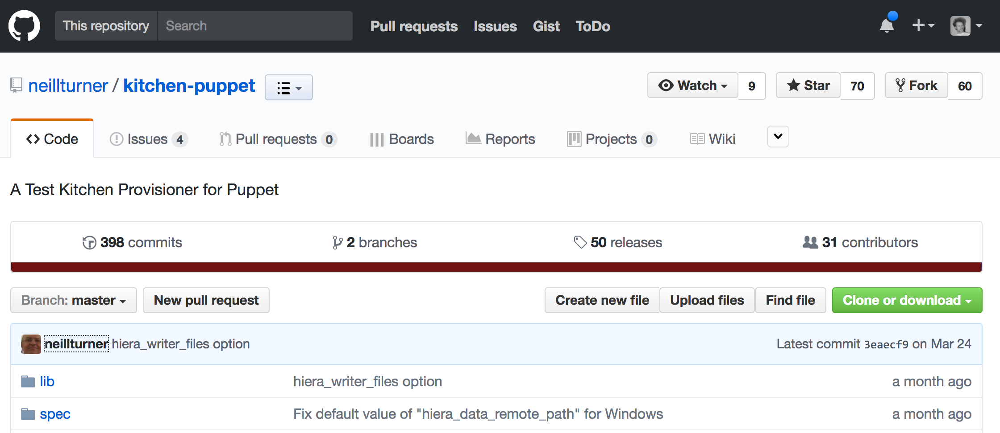 This repository Search Pull requests Issues Gist ToDo
neillturner / kitchen-puppet Watch 9 Star 70 Fork 60
Code Issues 4 Pull requests 0 Boards Reports Projects 0 Wiki
A Test Kitchen Provisioner for Puppet
398 commits 2 branches 50 releases 31 contributors
Branch: master New pull request Create new file Upload files Find file Clone or download
neillturner hiera_writer_files option Latest commit 3eaecf9 on Mar 24
lib hiera_writer_files option a month ago
spec Fix default value of "hiera_data_remote_path" for Windows a month ago